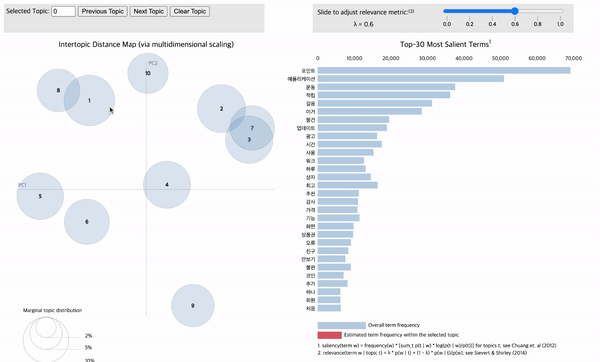 Selected Topic: 0 Previous Topic Next Topic Clear Topic
Slide to adjust relevance metric:(2)
λ = 0.6
0.0 0.2 0.4 0.6 0.8 1.0
Intertopic Distance Map (via multidimensional scaling)
PC2
PC1
8
1
10
2
7
3
4
5
6
9
Marginal topic distribution
2%
5%
10%
Top-30 Most Salient Terms1
0 10,000 20,000 30,000 40,000 50,000 60,000 70,000
포인트
애플리케이션
운동
적립
걸음
이거
물건
업데이트
광고
시간
사용
워크
하루
상자
최고
추천
감사
가격
기능
화면
상품권
오류
친구
만보기
불편
코인
추가
하나
회원
처음
Overall term frequency
Estimated term frequency within the selected topic
1. saliency(term w) = frequency(w) * [sum_t p(t | w) * log(p(t | w)/p(t))] for topics t; see Chuang et. al (2012)
2. relevance(term w | topic t) = λ * p(w | t) + (1 - λ) * p(w | t)/p(w); see Sievert & Shirley (2014)